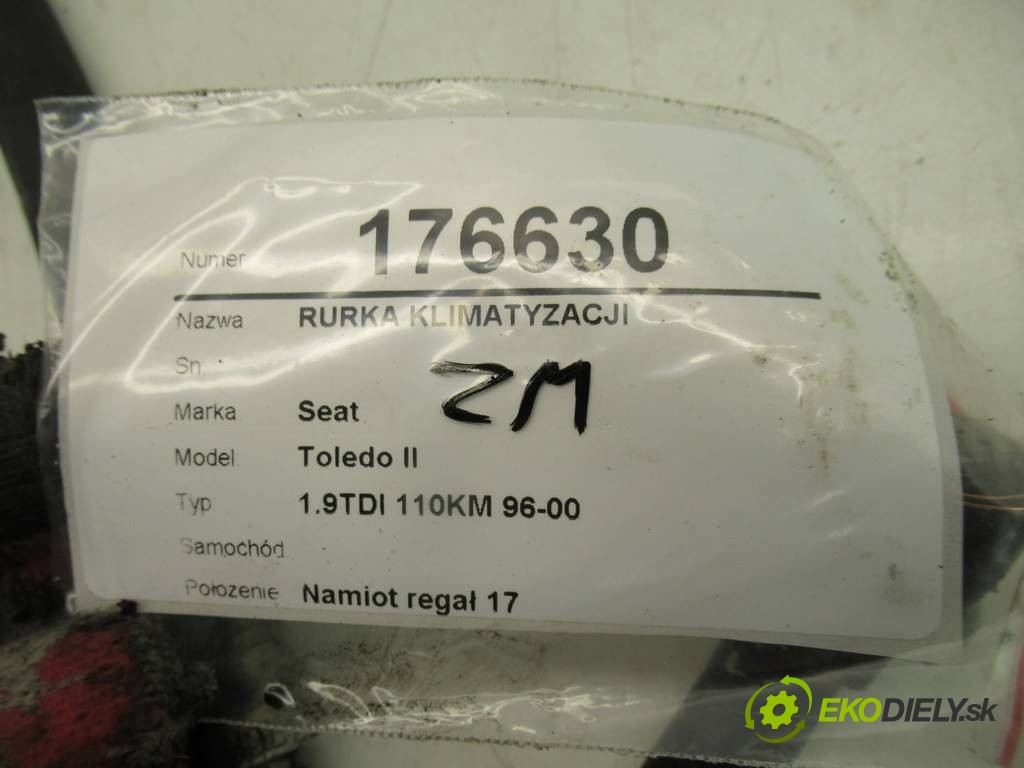 Numer 176630
Nazwa RURKA KLIMATYZACJI
Sn
ZM
Marka Seat
Model Toledo II
Typ 1.9TDI 110KM 96-00
Samochód
Położenie Namiot regał 17
EKODIELY.sk